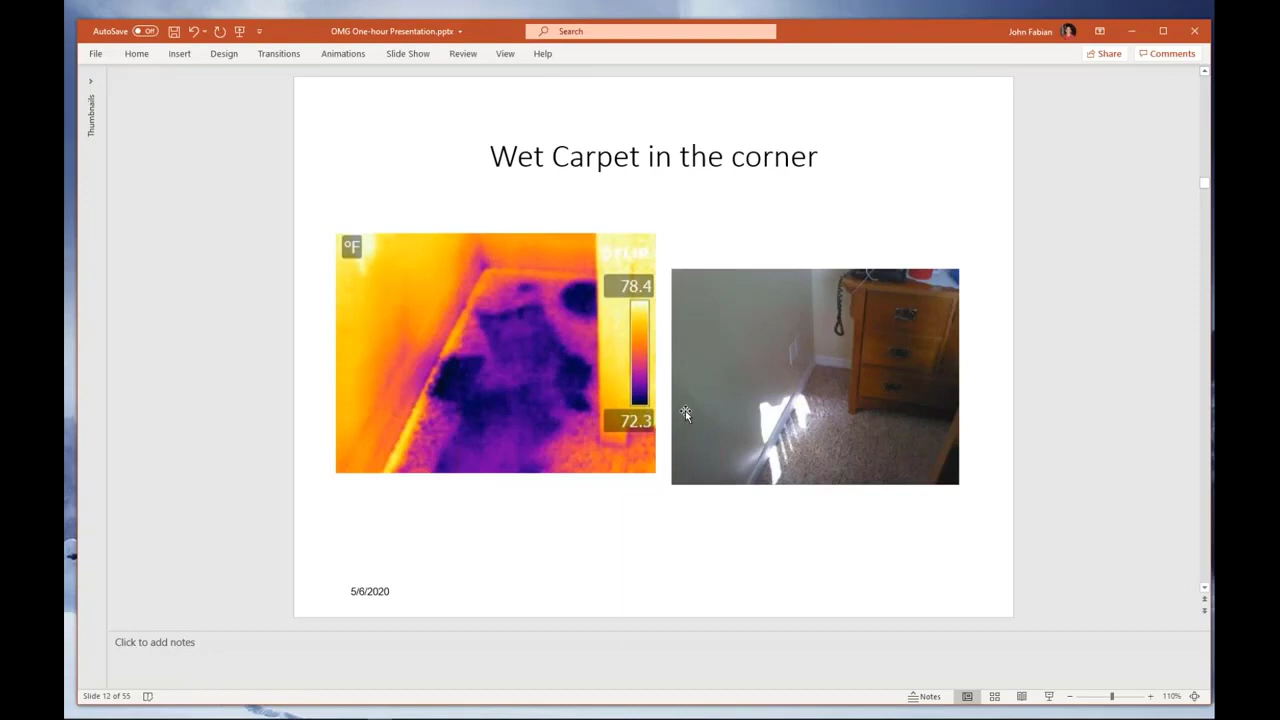 AutoSave Off OMG One-hour Presentation.pptx Search John Fabian
File Home Insert Design Transitions Animations Slide Show Review View Help Share Comments
Thumbnails
Wet Carpet in the corner
°F
78.4
72.3
5/6/2020
Click to add notes
Slide 12 of 55 Notes 110%